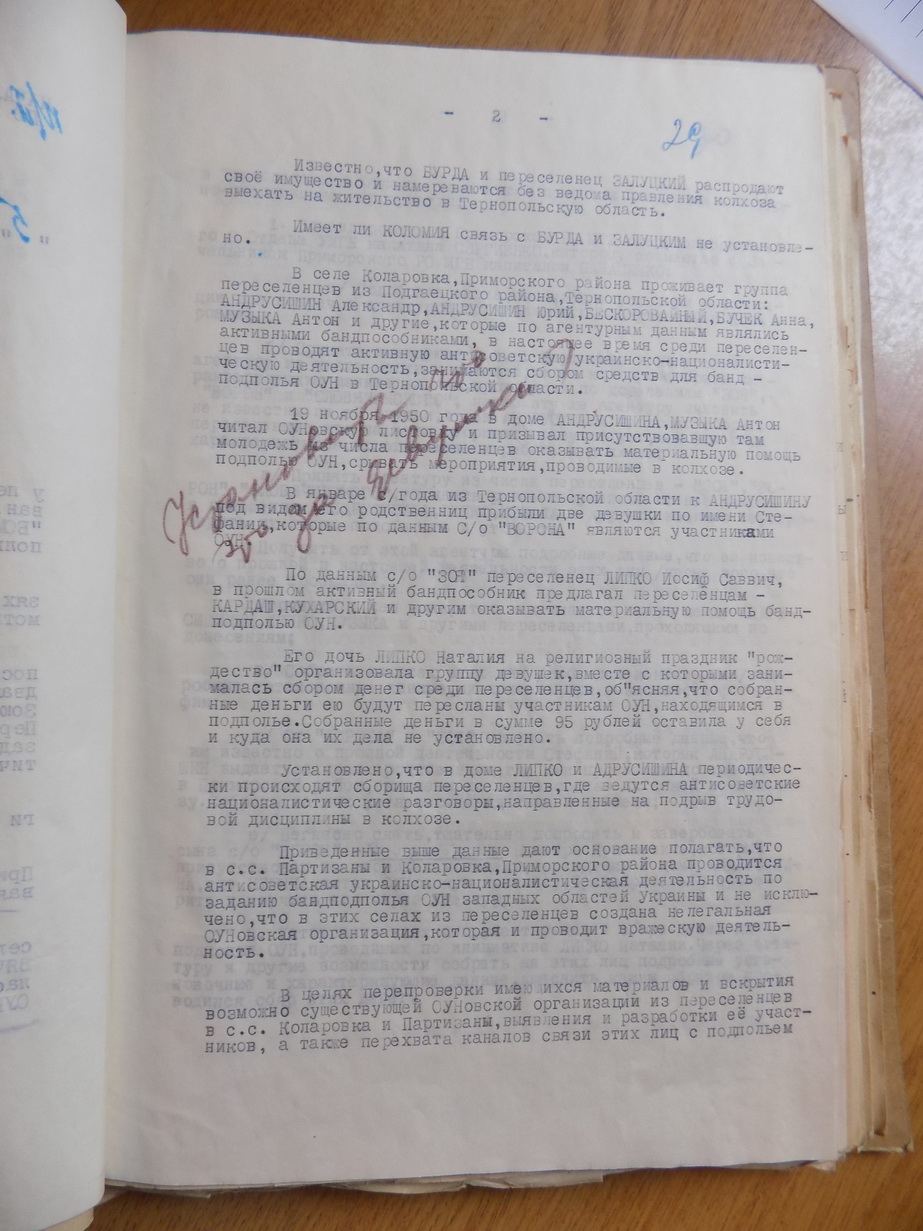 - 2 -
29
Известно,что БУРДА и переселенец ЗАЛУЦКИЙ распродают
своё имущество и намереваются без ведома правления колхоза
выехать на жительство в Тернопольскую область.
Имеет ли КОЛОМИЯ связь с БУРДА и ЗАЛУЦКИМ не установле-
но.
В селе Коларовка,Приморского района проживает группа
переселенцев из Подгаецкого района,Тернопольской области:
АНДРУСИШИН Александр,АНДРУСИШИН Юрий,БЕСКОРОВАЙНЫЙ,БУЧЕК Анна,
МУЗЫКА Антон и другие,которые по агентурным данным являлись
активными бандпособниками, в настоящее время среди переселен-
цев проводят активную антисоветскую украинско-националисти-
ческую деятельность,занимаются сбором средств для банд -
подполья ОУН в Тернопольской области.
19 ноября 1950 года в доме АНДРУСИШИНА,МУЗЫКА Антон
читал ОУНовскую листовку и призывал присутствовавшую там
молодежь из числа переселенцев оказывать материальную помощь
подполью ОУН,срывать мероприятия,проводимые в колхозе.
В январе с/года из Тернопольской области к АНДРУСИШИНУ
под видом его родственниц прибыли две девушки по имени Сте-
фании,которые по данным С/о "ВОРОНА" являются участниками
ОУН.
Установить кто
это за девушки?
По данным с/о "ЗОЯ" переселенец ЛИПКО Иосиф Саввич,
в прошлом активный бандпособник предлагал переселенцам -
КАРДАШ,КУХАРСКИЙ и другим оказывать материальную помощь банд-
подполью ОУН.
Его дочь ЛИПКО Наталия на религиозный праздник "рож-
дество" организовала группу девушек,вместе с которыми зани-
малась сбором денег среди переселенцев,об"ясняя,что собран-
ные деньги ею будут пересланы участникам ОУН,находящимся в
подполье.Собранные деньги в сумме 95 рублей оставила у себя
и куда она их дела не установлено.
Установлено,что в доме ЛИПКО и АДРУСИШИНА периодичес-
ки происходят сборища переселенцев,где ведутся антисоветские
националистические разговоры,направленные на подрыв трудо-
вой дисциплины в колхозе.
Приведенные выше данные дают основание полагать,что
в с.с. Партизаны и Коларовка,Приморского района проводится
антисоветская украинско-националистическая деятельность по
заданию бандподполья ОУН западных областей Украины и не исклю-
чено,что в этих селах из переселенцев создана нелегальная
ОУНовская организация,которая и проводит вражескую деятель-
ность.
В целях перепроверки имеющихся материалов и вскрытия
возможно существующей ОУНовской организации из переселенцев
в с.с. Коларовка и Партизаны,выявления и разработки её участ-
ников, а также перехвата каналов связи этих лиц с подпольем